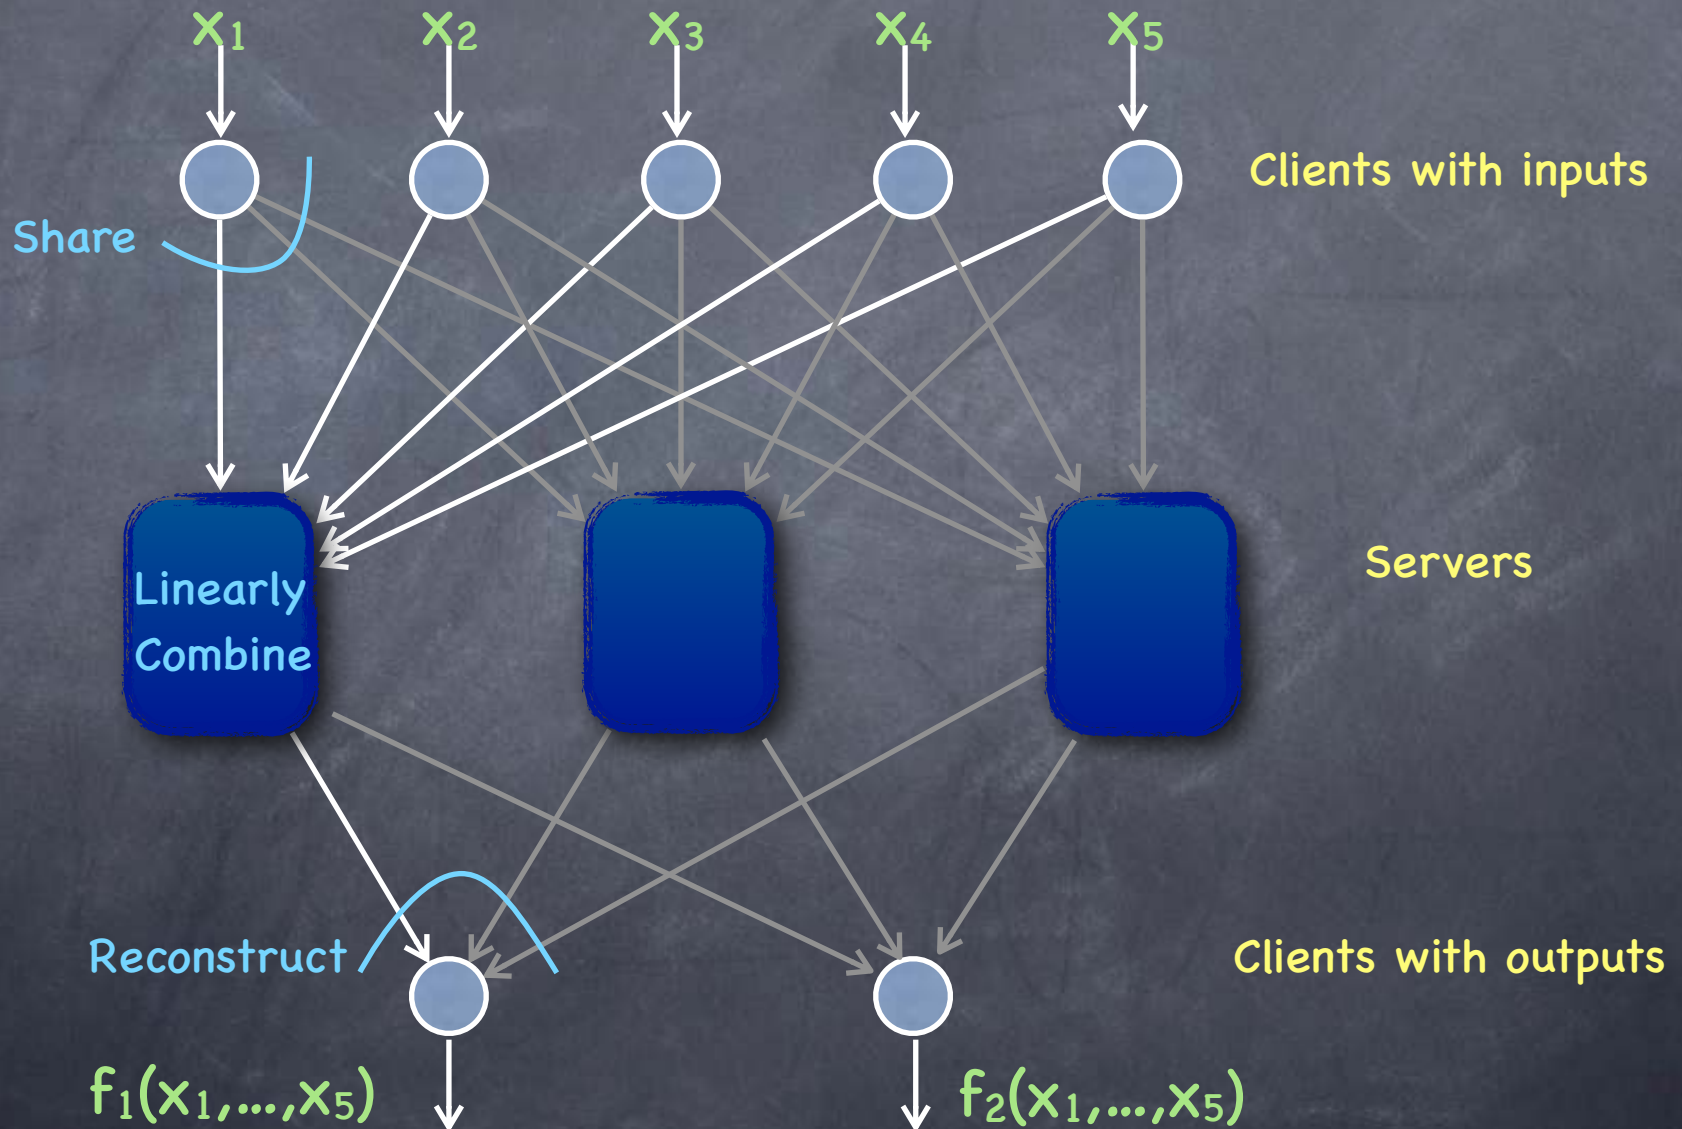 x₁ x₂ x₃ x₄ x₅
Clients with inputs
Share
Servers
Linearly
Combine
Reconstruct
Clients with outputs
f₁(x₁,...,x₅)
f₂(x₁,...,x₅)